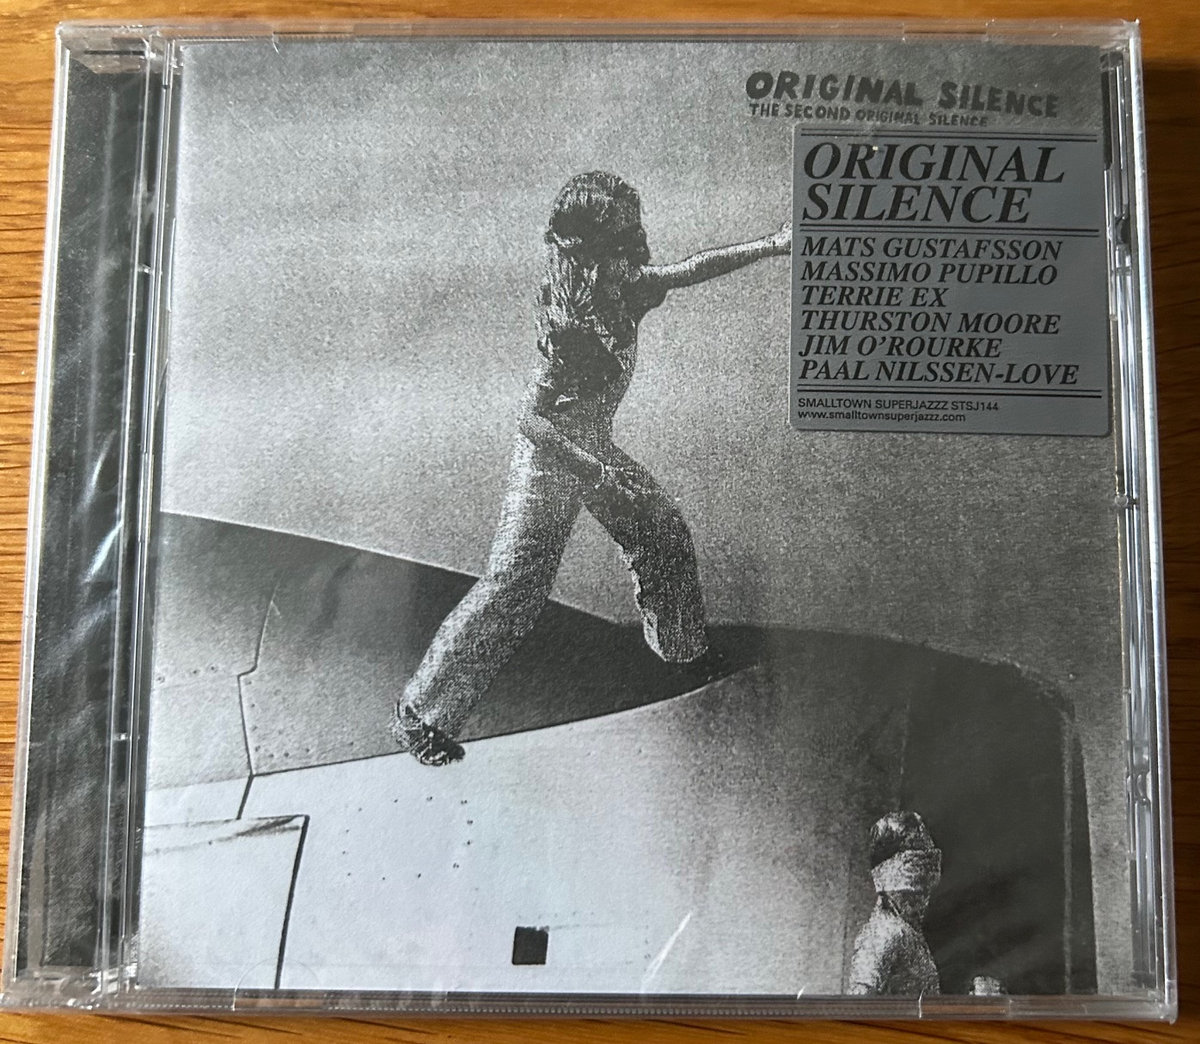 ORIGINAL SILENCE
THE SECOND ORIGINAL SILENCE
ORIGINAL
SILENCE
MATS GUSTAFSSON
MASSIMO PUPILLO
TERRIE EX
THURSTON MOORE
JIM O'ROURKE
PAAL NILSSEN-LOVE
SMALLTOWN SUPERJAZZZ STSJ144
www.smalltownsuperjazzz.com